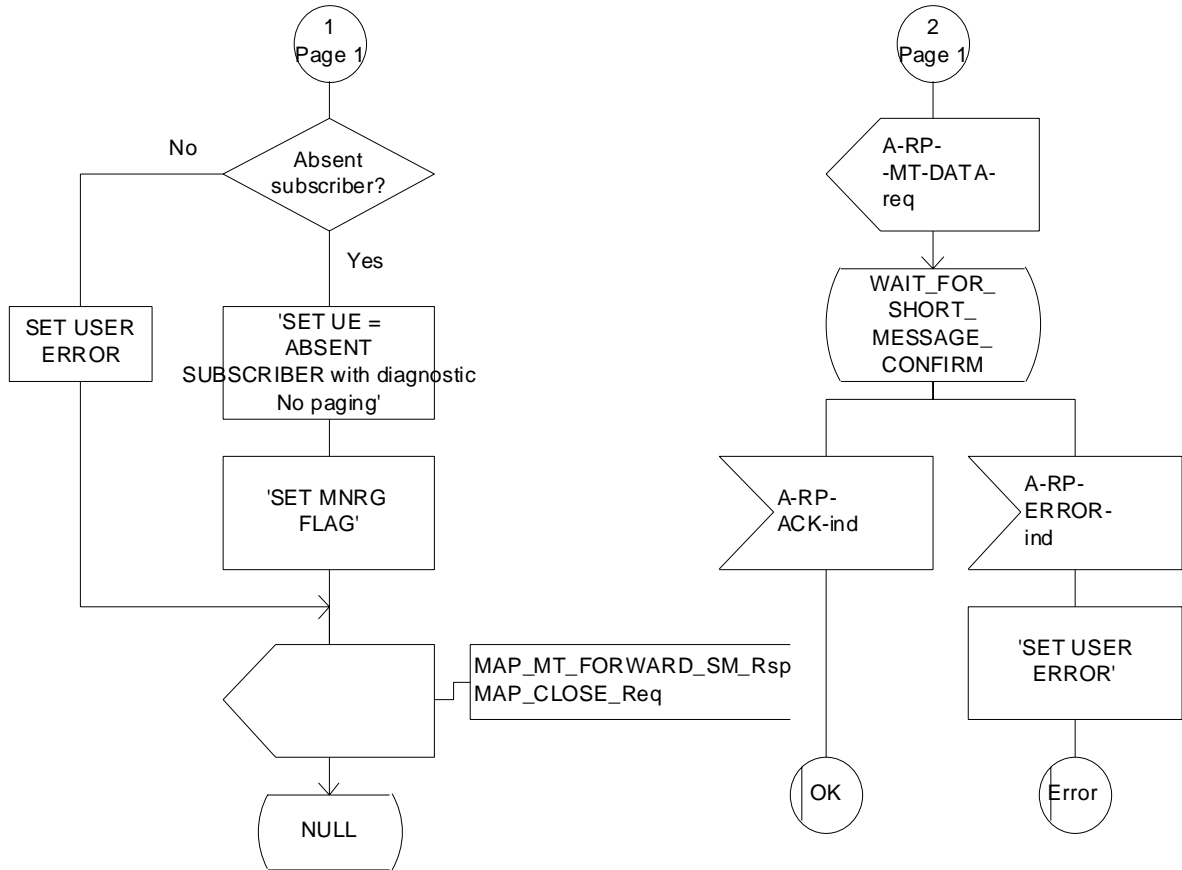 1
Page 1
No
Absent
subscriber?
Yes
SET USER
ERROR
'SET UE =
ABSENT
SUBSCRIBER with diagnostic
No paging'
'SET MNRG
FLAG'
MAP_MT_FORWARD_SM_Rsp
MAP_CLOSE_Req
NULL
2
Page 1
A-RP-
-MT-DATA-
req
WAIT_FOR_
SHORT_
MESSAGE_
CONFIRM
A-RP-
ACK-ind
A-RP-
ERROR-
ind
'SET USER
ERROR'
OK
Error